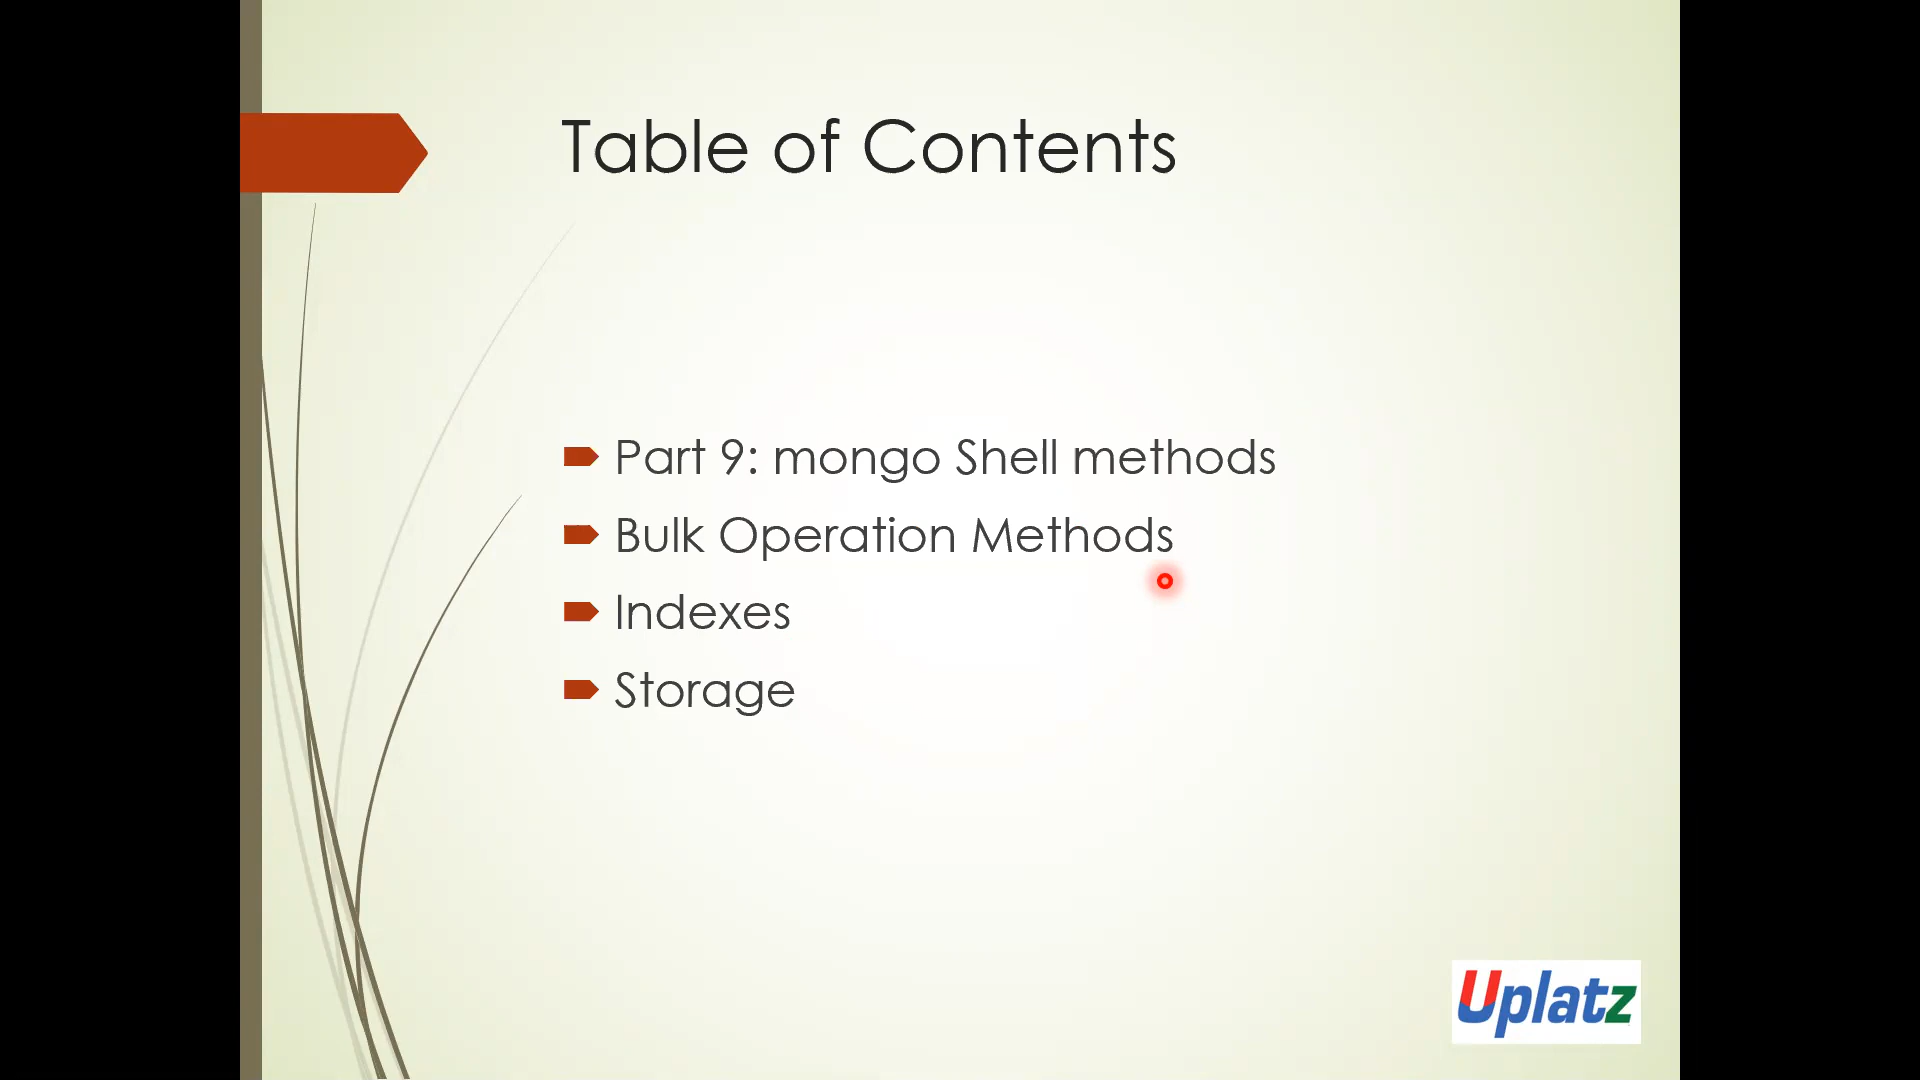 Table of Contents
Part 9: mongo Shell methods
Bulk Operation Methods
Indexes
Storage
Uplatz